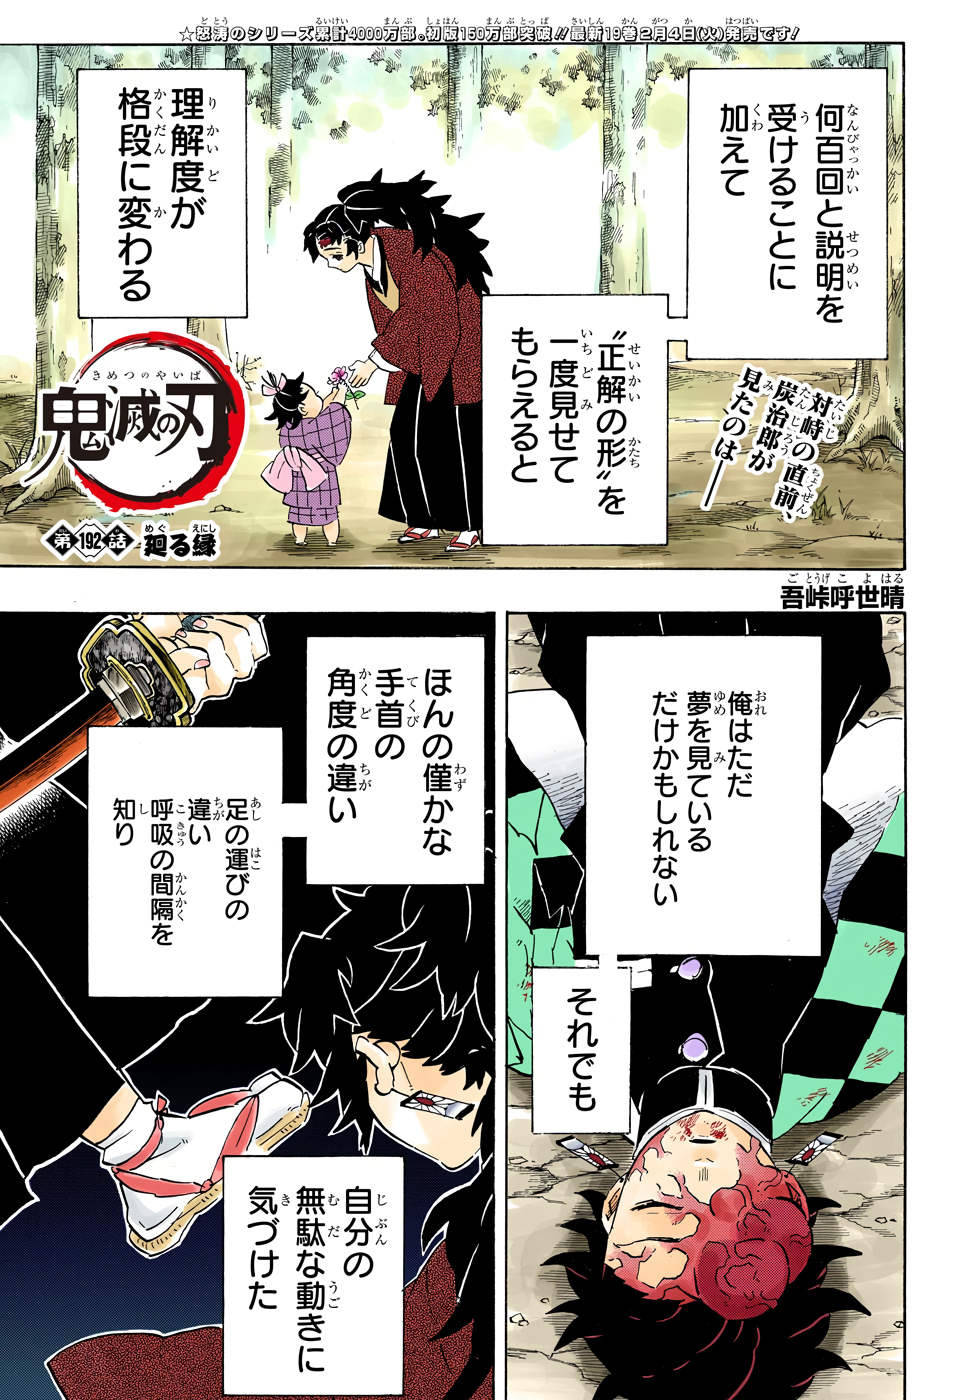 ☆怒涛のシリーズ累計4000万部。初版150万部突破!!最新19巻2月4日(火)発売です!
何百回と説明を
受けることに
加えて
〝正解の形〟を
一度見せて
もらえると
理解度が
格段に変わる
対峙の直前、
炭治郎が
見たのは――
きめつのやいば
鬼滅の刃
第192話 廻る縁
吾峠呼世晴
俺はただ
夢を見ている
だけかもしれない
それでも
ほんの僅かな
手首の
角度の違い
足の運びの
違い
呼吸の間隔を
知り
自分の
無駄な動きに
気づけた